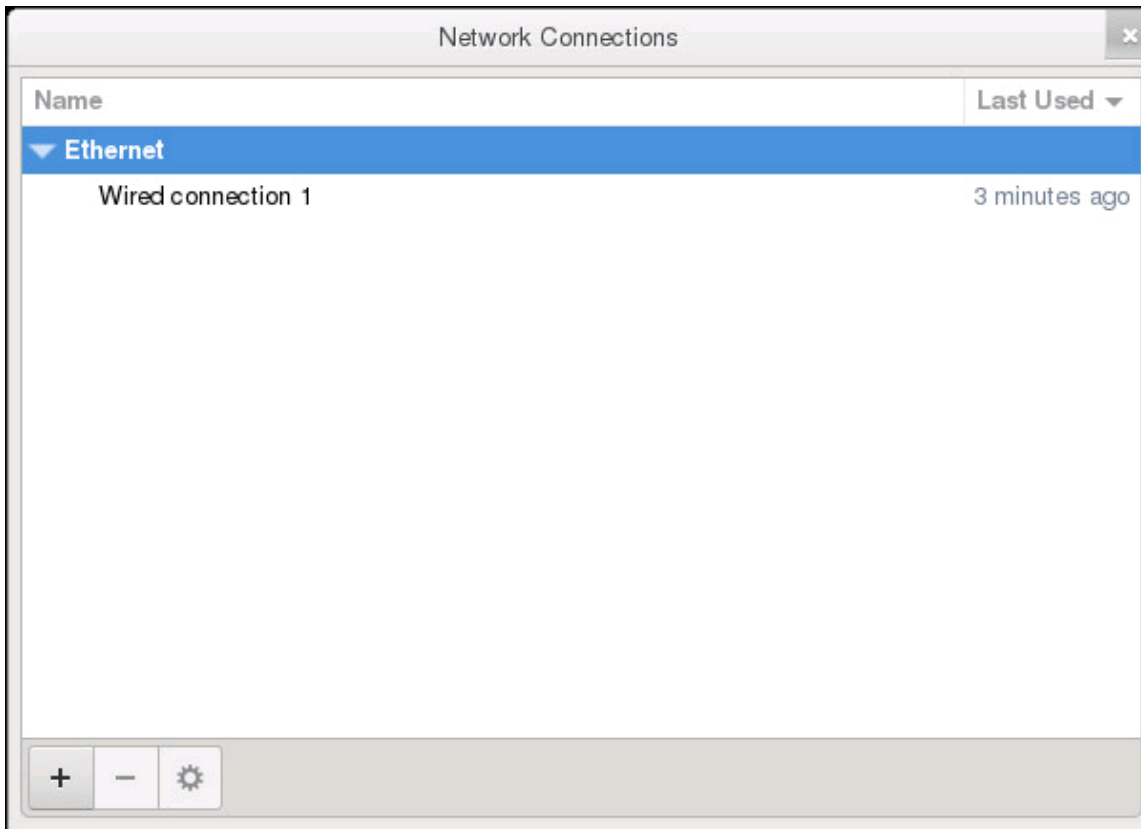 Network Connections
Name Last Used
Ethernet
Wired connection 1 3 minutes ago